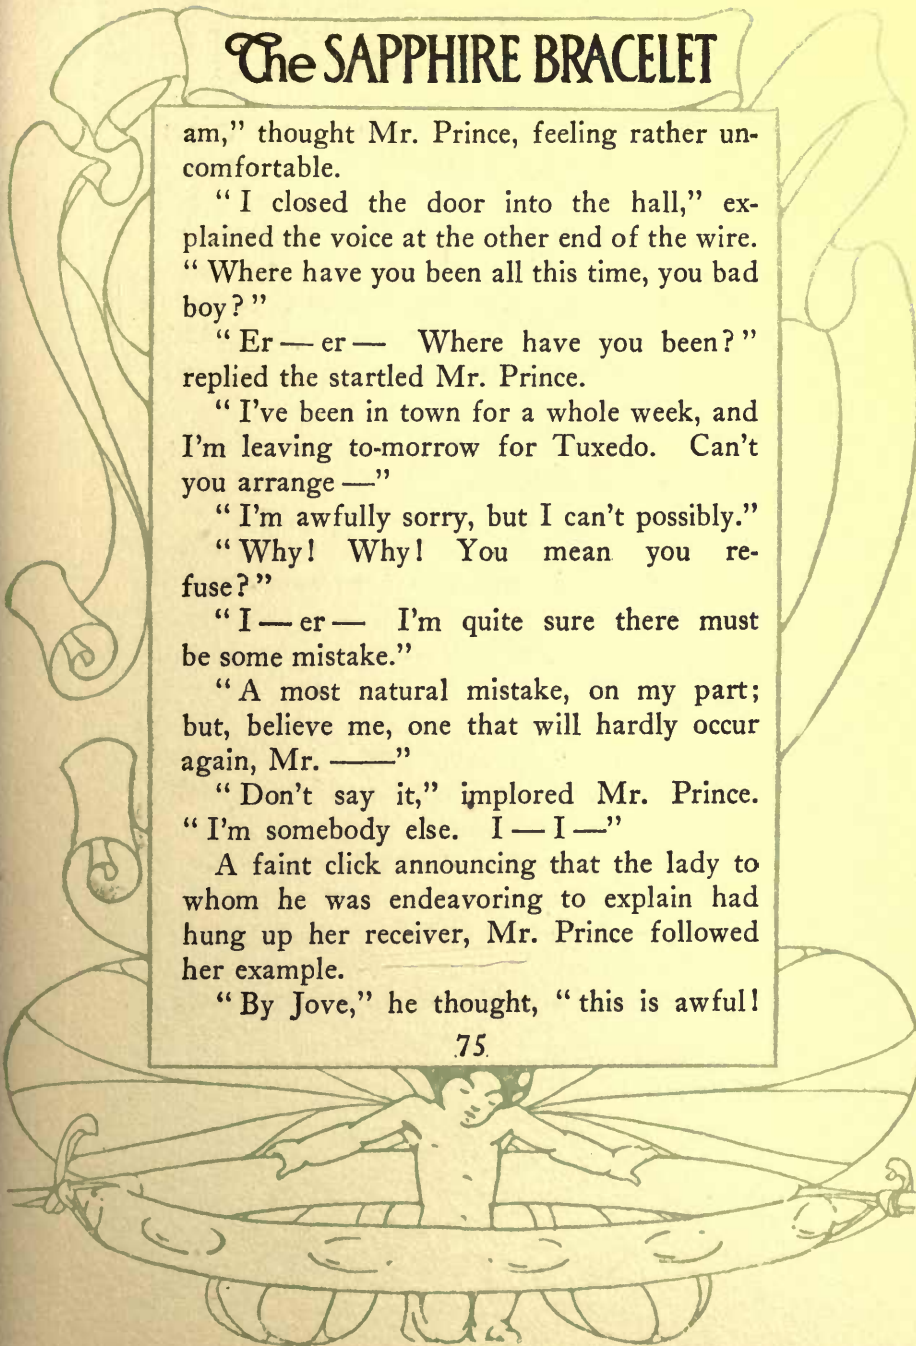 The SAPPHIRE BRACELET
am,” thought Mr. Prince, feeling rather un-
comfortable.
“I closed the door into the hall,” ex-
plained the voice at the other end of the wire.
“Where have you been all this time, you bad
boy?”
“Er — er — Where have you been?”
replied the startled Mr. Prince.
“I've been in town for a whole week, and
I'm leaving to-morrow for Tuxedo. Can't
you arrange —”
“I'm awfully sorry, but I can't possibly.”
“Why! Why! You mean you re-
fuse?”
“I — er — I'm quite sure there must
be some mistake.”
“A most natural mistake, on my part;
but, believe me, one that will hardly occur
again, Mr. ——”
“Don't say it,” implored Mr. Prince.
“I'm somebody else. I — I —”
A faint click announcing that the lady to
whom he was endeavoring to explain had
hung up her receiver, Mr. Prince followed
her example.
“By Jove,” he thought, “this is awful!
75